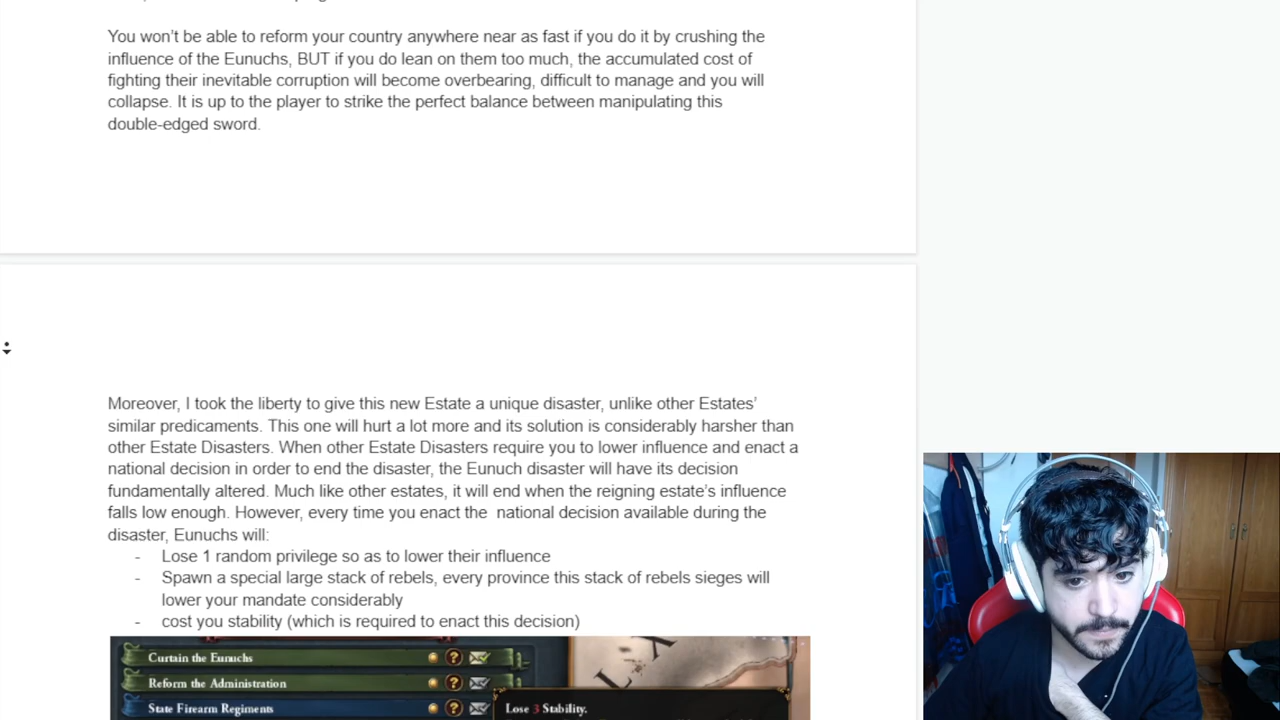 You won’t be able to reform your country anywhere near as fast if you do it by crushing the
influence of the Eunuchs, BUT if you do lean on them too much, the accumulated cost of
fighting their inevitable corruption will become overbearing, difficult to manage and you will
collapse. It is up to the player to strike the perfect balance between manipulating this
double-edged sword.
Moreover, I took the liberty to give this new Estate a unique disaster, unlike other Estates’
similar predicaments. This one will hurt a lot more and its solution is considerably harsher than
other Estate Disasters. When other Estate Disasters require you to lower influence and enact a
national decision in order to end the disaster, the Eunuch disaster will have its decision
fundamentally altered. Much like other estates, it will end when the reigning estate’s influence
falls low enough. However, every time you enact the  national decision available during the
disaster, Eunuchs will:
- Lose 1 random privilege so as to lower their influence
- Spawn a special large stack of rebels, every province this stack of rebels sieges will
lower your mandate considerably
- cost you stability (which is required to enact this decision)
Curtain the Eunuchs
Reform the Administration
State Firearm Regiments
Lose 3 Stability.